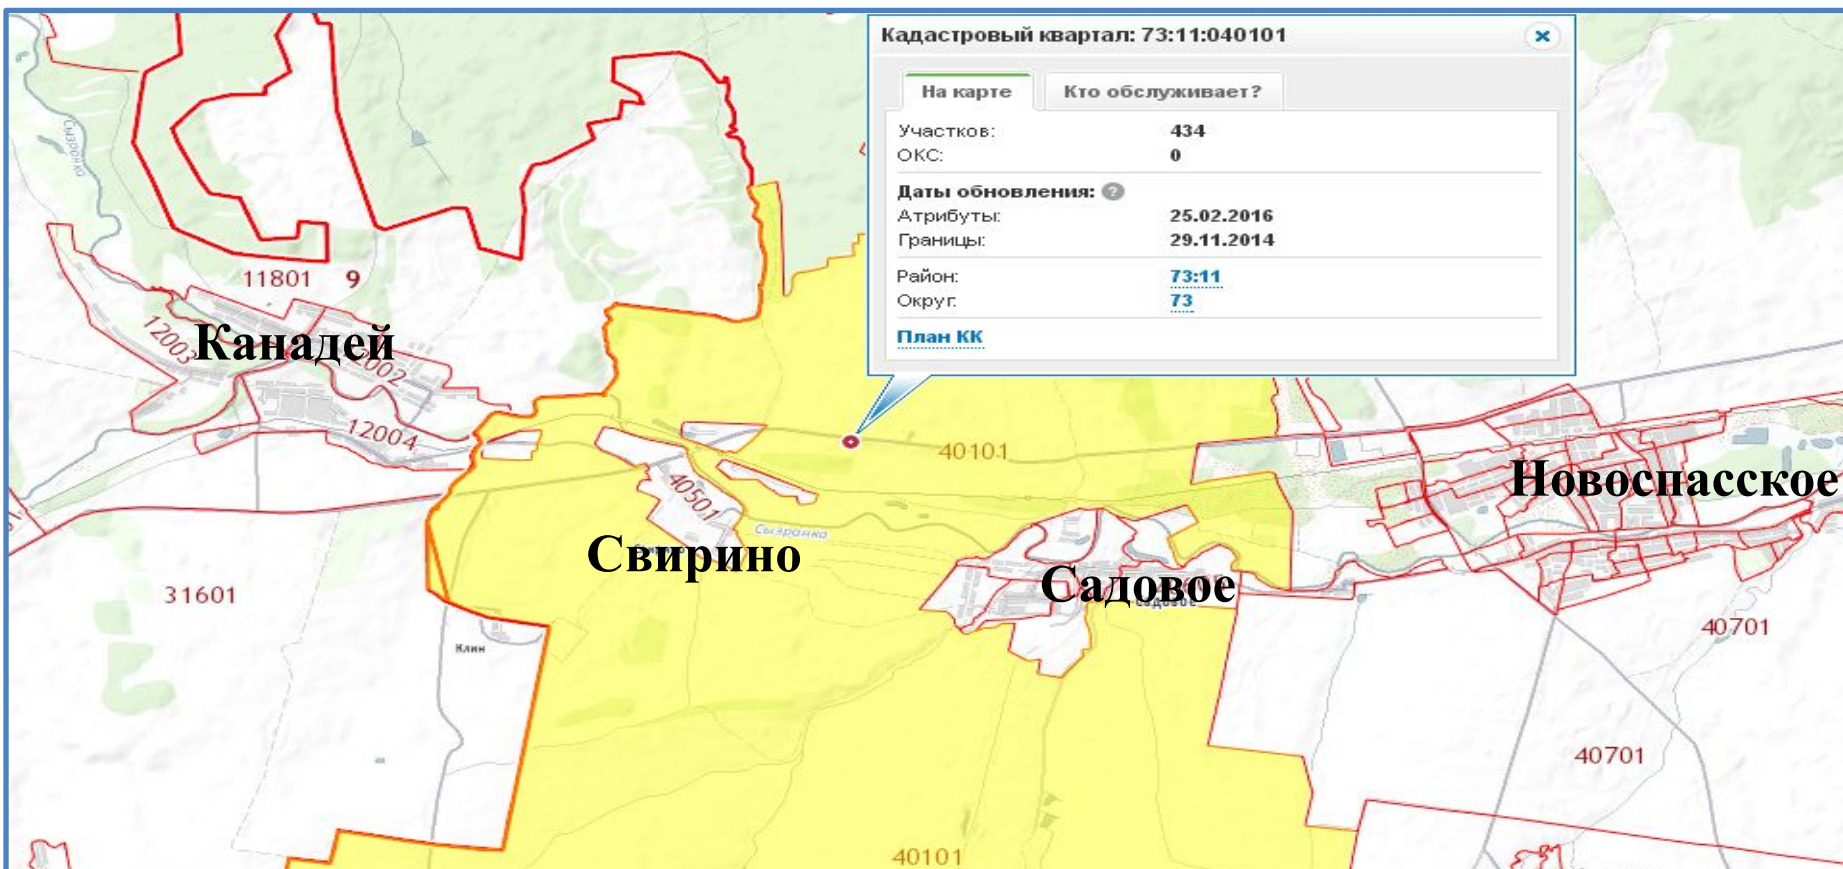 Кадастровый квартал: 73:11:040101
На карте Кто обслуживает?
Участков: 434
ОКС: 0
Даты обновления:
Атрибуты: 25.02.2016
Границы: 29.11.2014
Район: 73:11
Округ: 73
План КК
Сызранка
11801 9
12003
Канадей
12004
40101
40501
Новоспасское
Сызранка
Свирино
Садовое
Садовое
31601
Клин
40701
40701
40101